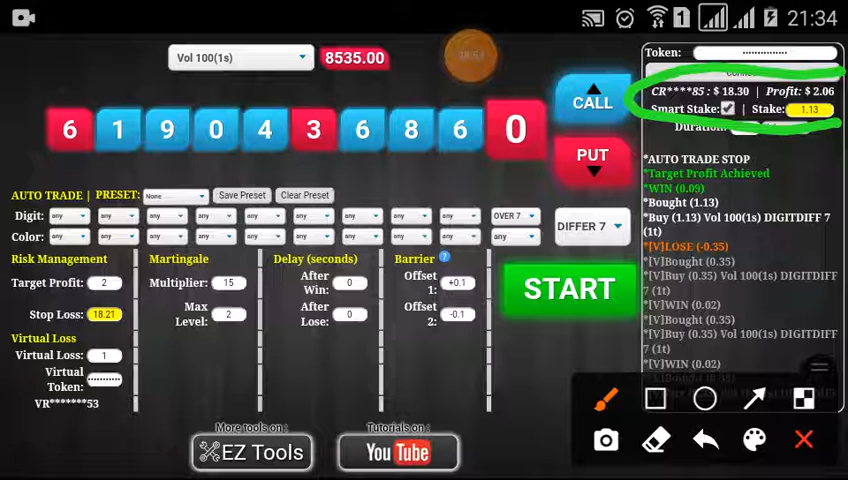 1 21:34
Vol 100(1s) 8535.00
Token: ··············
CR****85 : $ 18.30 | Profit: $ 2.06
Smart Stake: | Stake: 1.13
Duration:
CALL
6 1 9 0 4 3 6 8 6 0
PUT
AUTO TRADE | PRESET: None Save Preset Clear Preset
Digit: any any any any any any any any any OVER 7
Color: any any any any any any any any any any
DIFFER 7
Risk Management Martingale Delay (seconds) Barrier ?
Target Profit: 2 Multiplier: 15 After Win: 0 Offset 1: +0.1
Stop Loss: 18.21 Max Level: 2 After Lose: 0 Offset 2: -0.1
START
Virtual Loss
Virtual Loss: 1
Virtual Token: ··········
VR*******53
*AUTO TRADE STOP
*Target Profit Achieved
*WIN (0.09)
*Bought (1.13)
*Buy (1.13) Vol 100(1s) DIGITDIFF 7
(1t)
*[V]LOSE (-0.35)
*[V]Bought (0.35)
*[V]Buy (0.35) Vol 100(1s) DIGITDIFF
7 (1t)
*[V]WIN (0.02)
*[V]Bought (0.35)
*[V]Buy (0.35) Vol 100(1s) DIGITDIFF
7 (1t)
*[V]WIN (0.02)
More tools on :
EZ Tools
Tutorials on :
YouTube